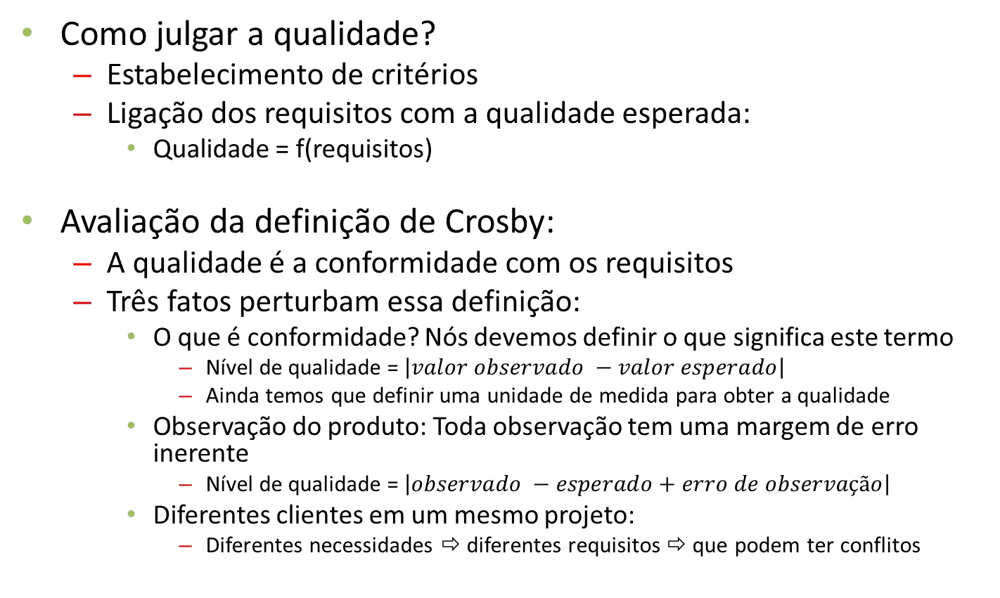 • Como julgar a qualidade?
– Estabelecimento de critérios
– Ligação dos requisitos com a qualidade esperada:
• Qualidade = f(requisitos)
• Avaliação da definição de Crosby:
– A qualidade é a conformidade com os requisitos
– Três fatos perturbam essa definição:
• O que é conformidade? Nós devemos definir o que significa este termo
– Nível de qualidade = |valor observado − valor esperado|
– Ainda temos que definir uma unidade de medida para obter a qualidade
• Observação do produto: Toda observação tem uma margem de erro
inerente
– Nível de qualidade = |observado − esperado + erro de observação|
• Diferentes clientes em um mesmo projeto:
– Diferentes necessidades ⇨ diferentes requisitos ⇨ que podem ter conflitos